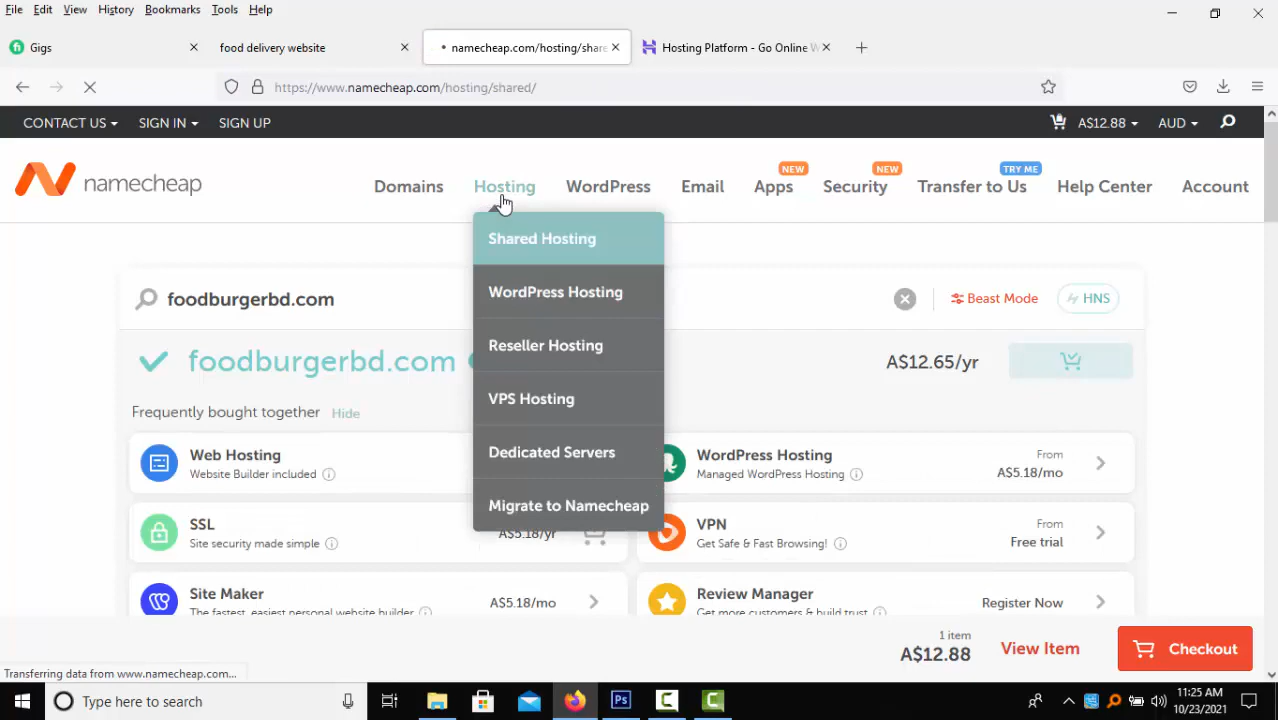 File Edit View History Bookmarks Tools Help
Gigs
food delivery website
namecheap.com/hosting/share
Hosting Platform - Go Online W
https://www.namecheap.com/hosting/shared/
CONTACT US SIGN IN SIGN UP A$12.88 AUD
namecheap
NEW NEW TRY ME
Domains Hosting WordPress Email Apps Security Transfer to Us Help Center Account
Shared Hosting
WordPress Hosting
Reseller Hosting
VPS Hosting
Dedicated Servers
Migrate to Namecheap
foodburgerbd.com Beast Mode HNS
foodburgerbd.com A$12.65/yr
Frequently bought together Hide
Web Hosting
Website Builder included
WordPress Hosting
Managed WordPress Hosting
From
A$5.18/mo
SSL
Site security made simple
A$5.18/yr
VPN
Get Safe & Fast Browsing!
From
Free trial
Site Maker
The fastest, easiest personal website builder
A$5.18/mo
Review Manager
Get more customers & build trust
Register Now
1 item
A$12.88
View Item
Checkout
Transferring data from www.namecheap.com...
Type here to search
Ps
11:25 AM
10/23/2021